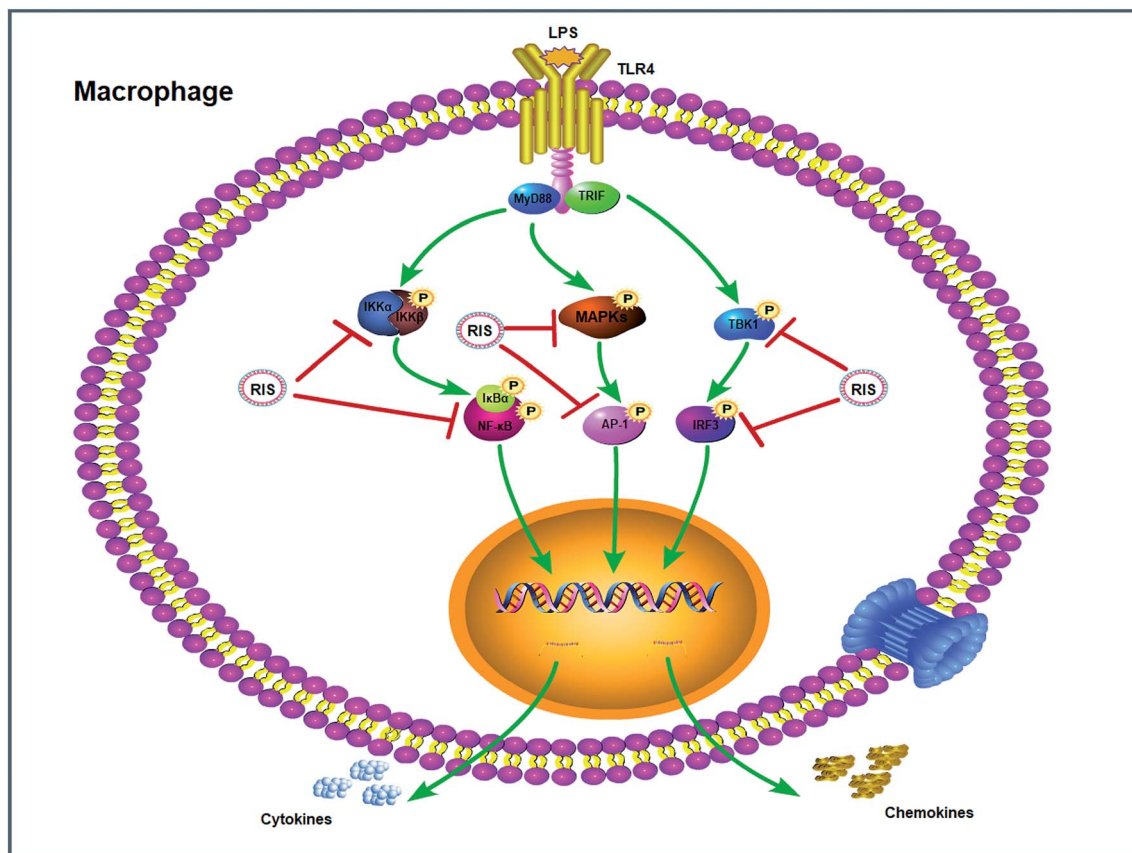 LPS
TLR4
Macrophage
MyD88
TRIF
IKKα
P
IKKβ
P
MAPKs
P
TBK1
RIS
RIS
RIS
P
IκBα
P
NF-κB
P
AP-1
P
IRF3
Cytokines
Chemokines